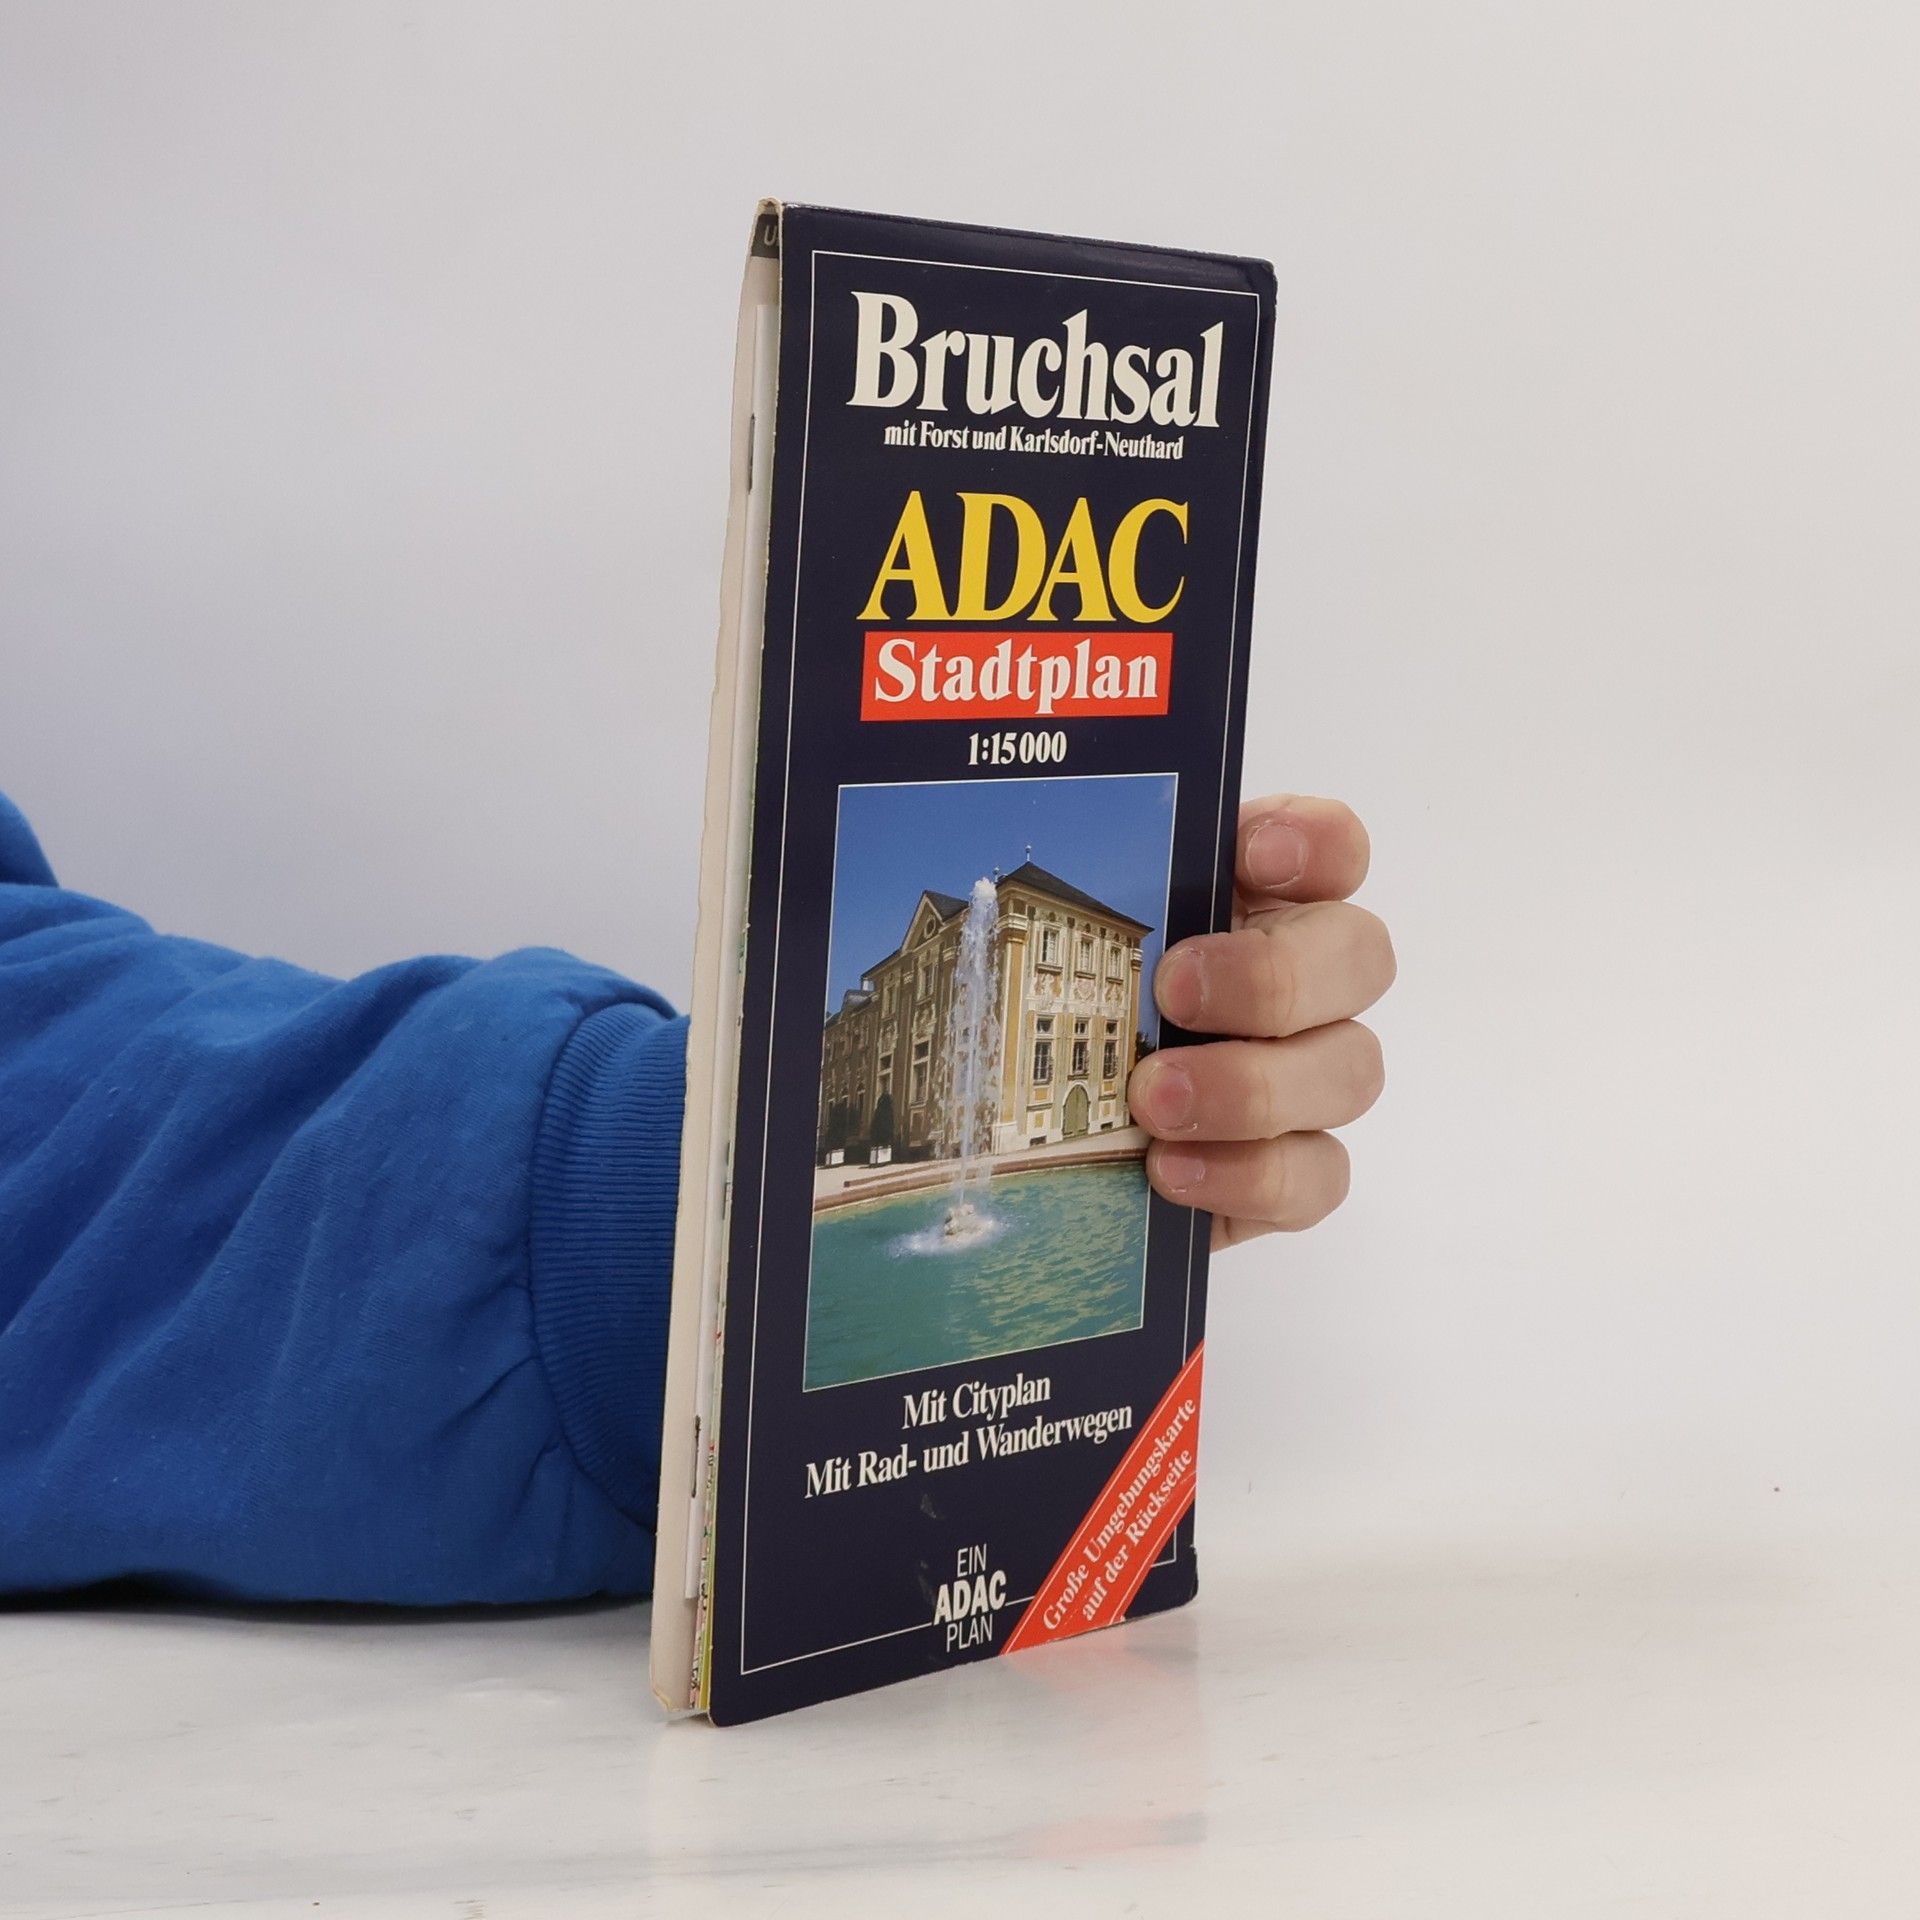 Bruchsal
mit Forst und Karlsdorf-Neuthard
ADAC
Stadtplan
1:15 000
Mit Cityplan
Mit Rad- und Wanderwegen
Große Umgebungskarte
auf der Rückseite
EIN
ADAC
PLAN